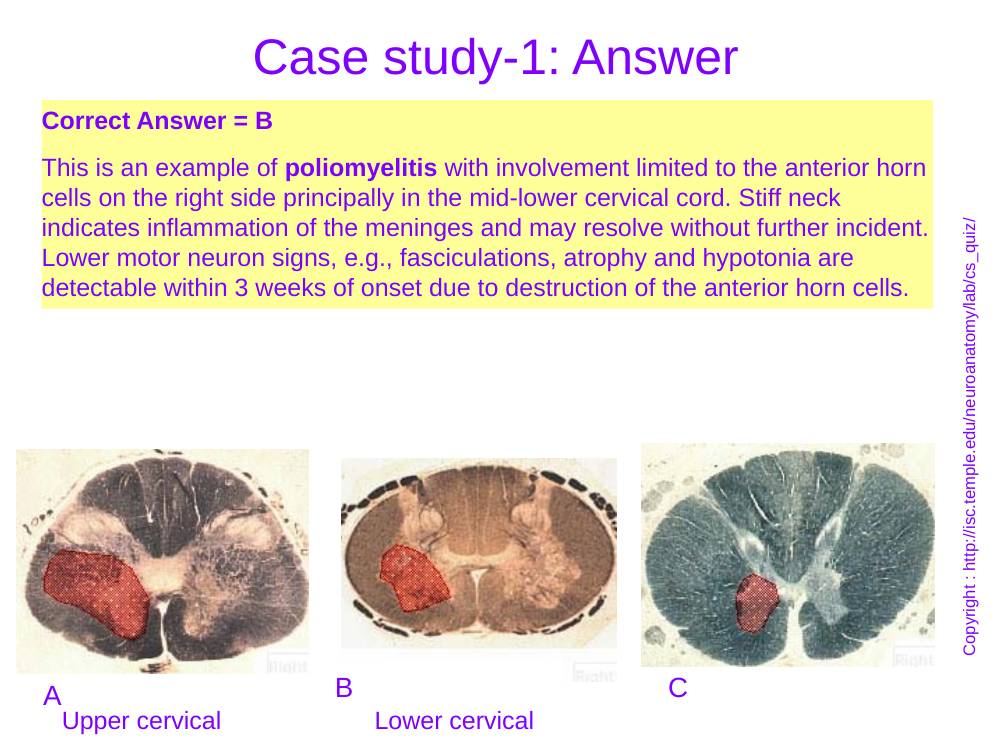 Case study-1: Answer
Correct Answer = B
This is an example of poliomyelitis with involvement limited to the anterior horn
cells on the right side principally in the mid-lower cervical cord. Stiff neck
indicates inflammation of the meninges and may resolve without further incident.
Lower motor neuron signs, e.g., fasciculations, atrophy and hypotonia are
detectable within 3 weeks of onset due to destruction of the anterior horn cells.
Copyright : http://isc.temple.edu/neuroanatomy/lab/cs_quiz/
Right
Right
Right
A
B
C
Upper cervical
Lower cervical